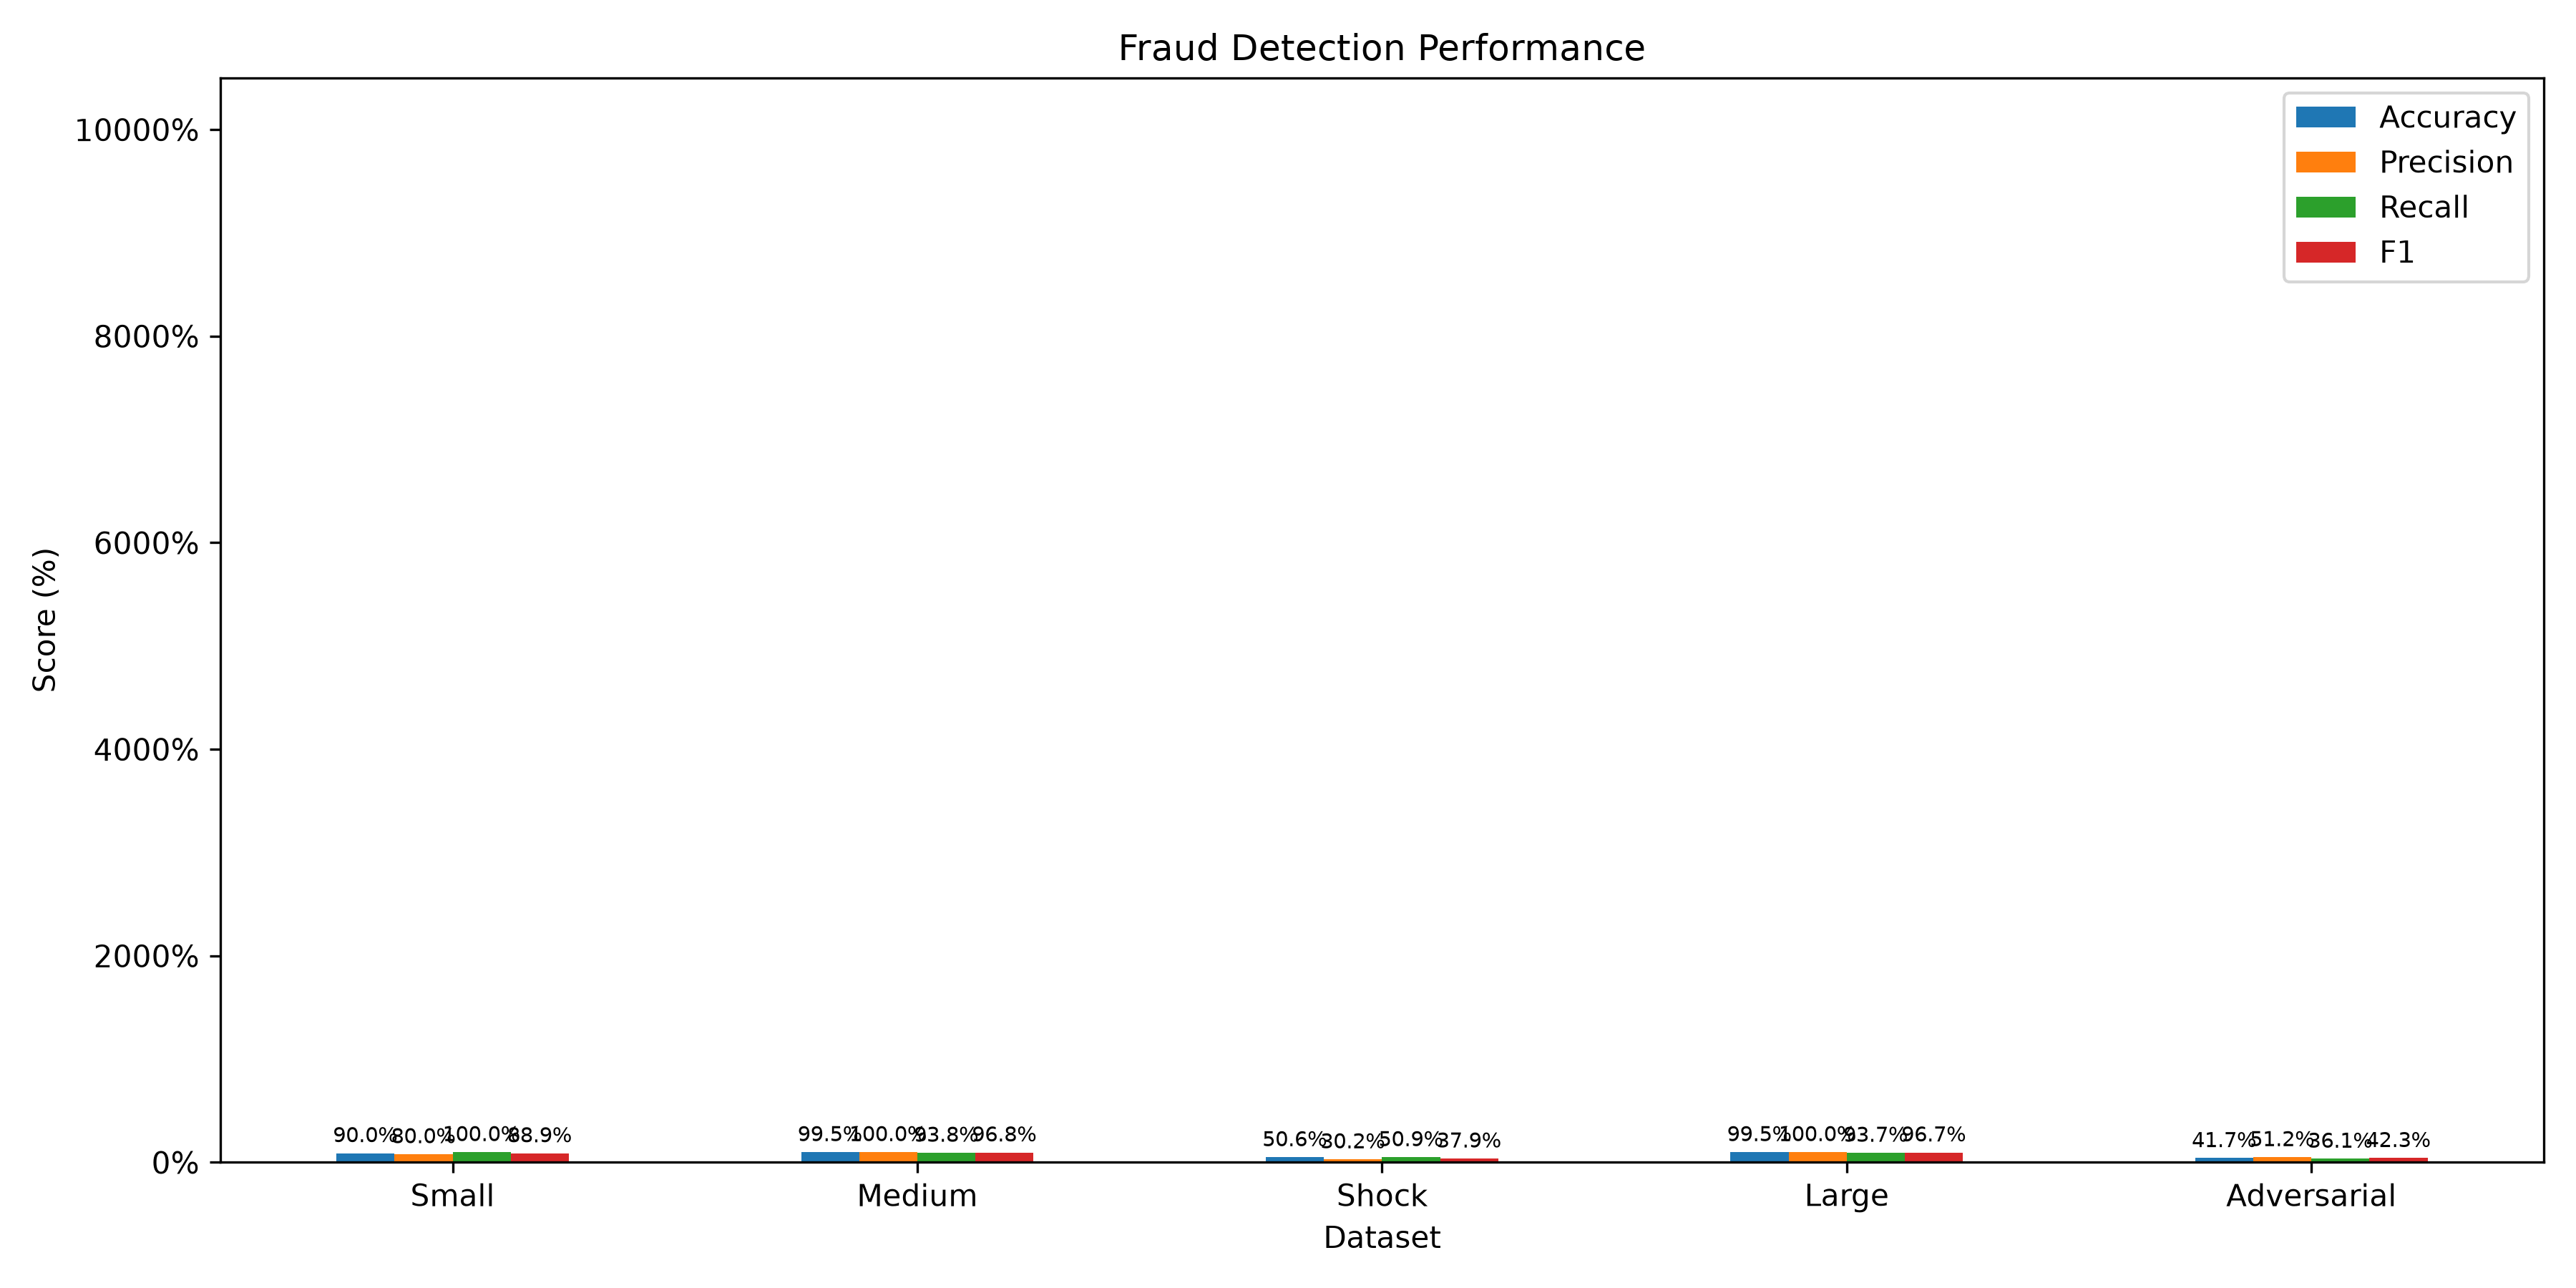 Fraud Detection Performance
10000%
8000%
6000%
4000%
2000%
0%
Score (%)
Accuracy
Precision
Recall
F1
90.0% 80.0% 100.0% 88.9%
99.5% 100.0% 93.8% 96.8%
50.6% 30.2% 50.9% 37.9%
99.5% 100.0% 93.7% 96.7%
41.7% 51.2% 36.1% 42.3%
Small Medium Shock Large Adversarial
Dataset